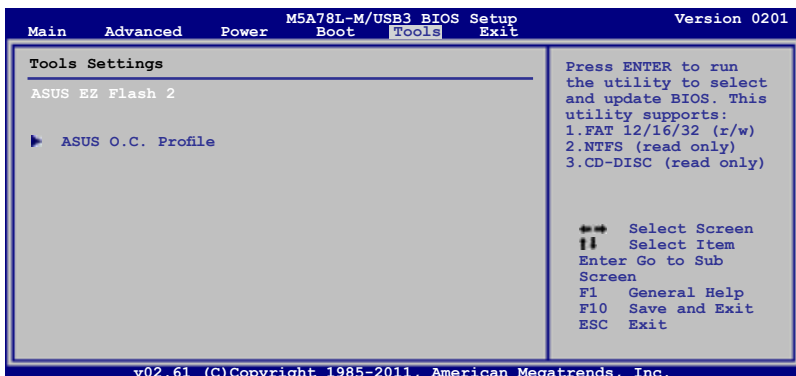 M5A78L-M/USB3 BIOS Setup Version 0201
Main Advanced Power Boot Tools Exit
Tools Settings
ASUS EZ Flash 2
ASUS O.C. Profile
Press ENTER to run
the utility to select
and update BIOS. This
utility supports:
1.FAT 12/16/32 (r/w)
2.NTFS (read only)
3.CD-DISC (read only)
Select Screen
Select Item
Enter Go to Sub
Screen
F1 General Help
F10 Save and Exit
ESC Exit
v02.61 (C)Copyright 1985-2011, American Megatrends, Inc.